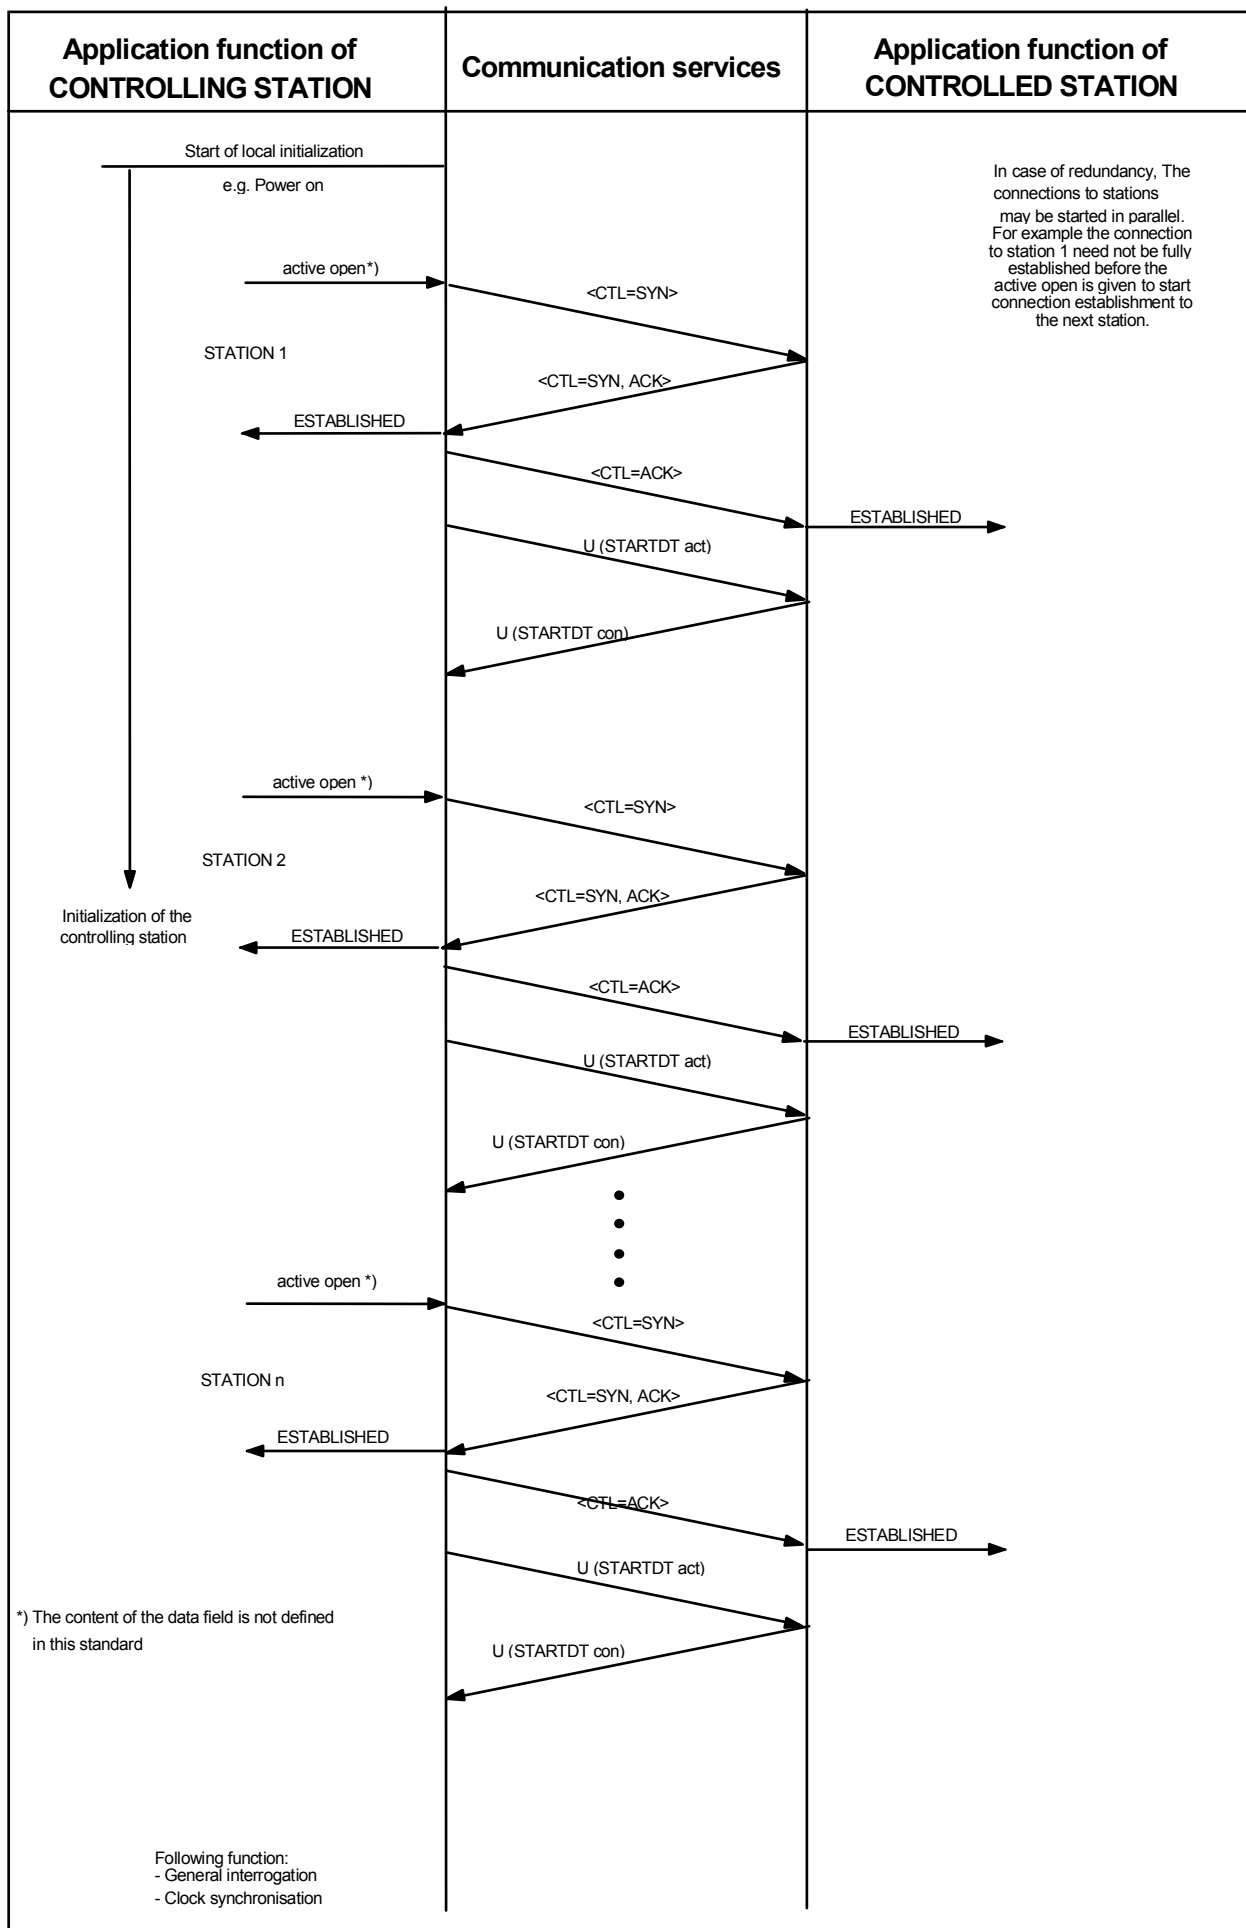 Application function of
CONTROLLING STATION
Communication services
Application function of
CONTROLLED STATION
Start of local initialization
e.g. Power on
In case of redundancy, The
connections to stations
may be started in parallel.
For example the connection
to station 1 need not be fully
established before the
active open is given to start
connection establishment to
the next station.
active open*)
<CTL=SYN>
STATION 1
<CTL=SYN, ACK>
ESTABLISHED
<CTL=ACK>
ESTABLISHED
U (STARTDT act)
U (STARTDT con)
active open *)
<CTL=SYN>
STATION 2
<CTL=SYN, ACK>
Initialization of the
controlling station
ESTABLISHED
<CTL=ACK>
ESTABLISHED
U (STARTDT act)
U (STARTDT con)
active open *)
<CTL=SYN>
STATION n
<CTL=SYN, ACK>
ESTABLISHED
<CTL=ACK>
ESTABLISHED
U (STARTDT act)
*) The content of the data field is not defined
in this standard
U (STARTDT con)
Following function:
- General interrogation
- Clock synchronisation